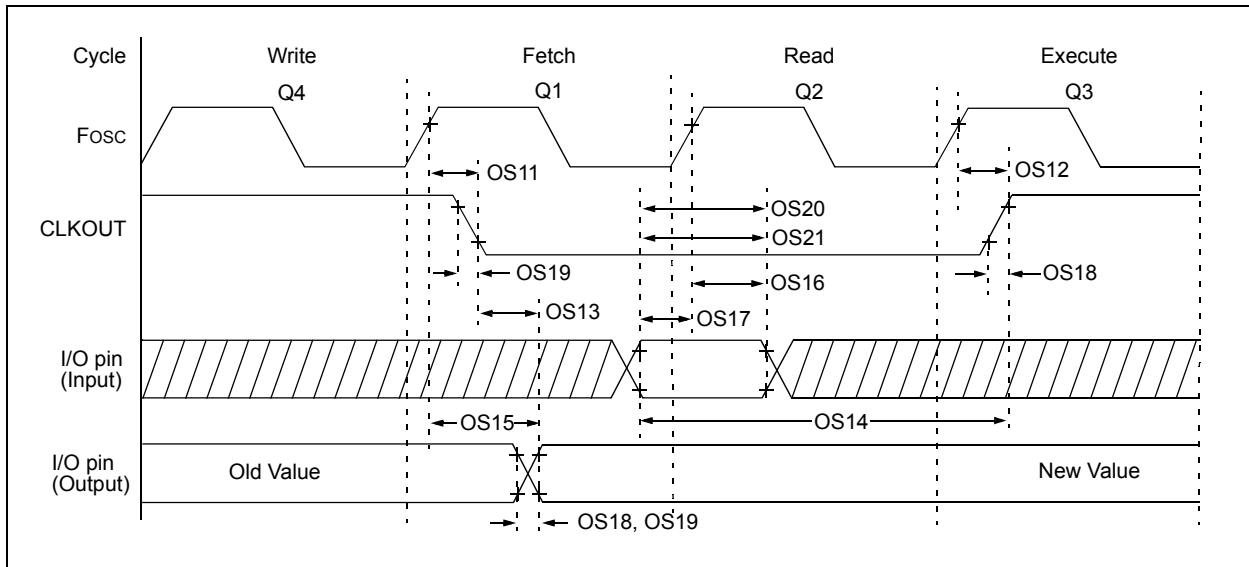 Cycle Write Fetch Read Execute
Q4 Q1 Q2 Q3
Fosc
OS11 OS12
CLKOUT
OS20
OS21
OS19 OS16 OS18
OS13 OS17
I/O pin
(Input)
OS15 OS14
I/O pin
(Output)
Old Value New Value
OS18, OS19